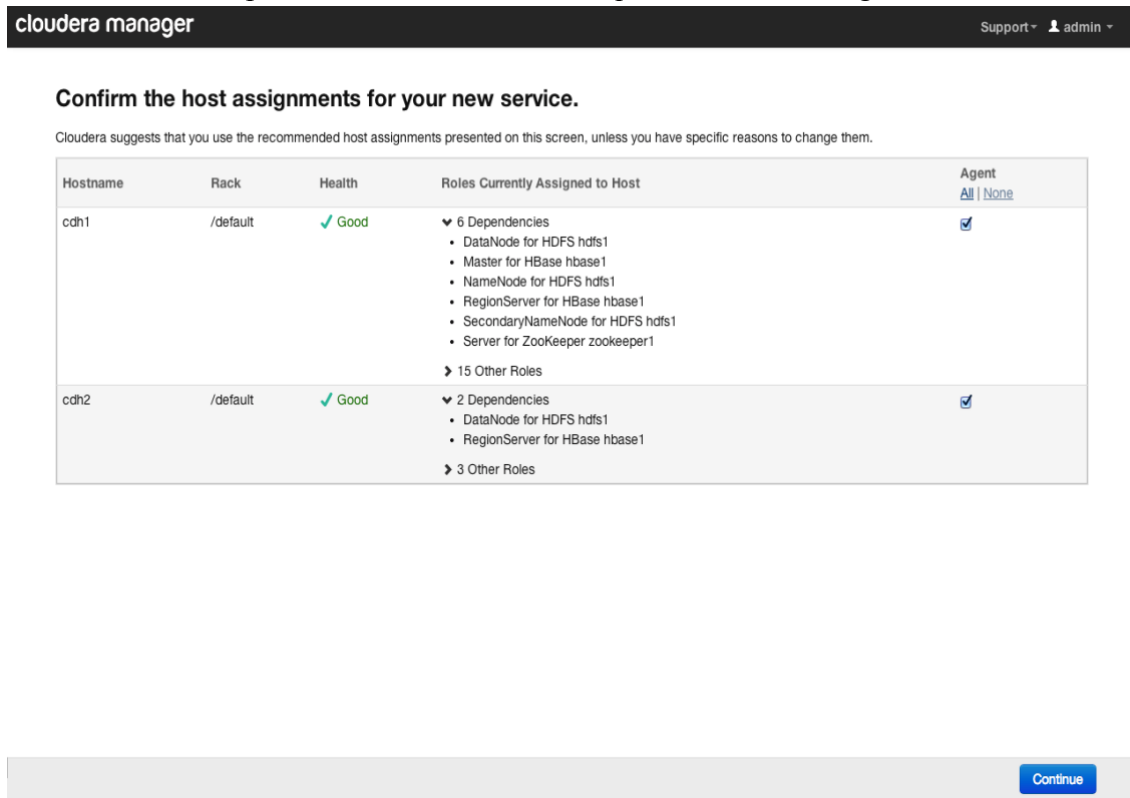 cloudera manager
Support admin
Confirm the host assignments for your new service.
Cloudera suggests that you use the recommended host assignments presented on this screen, unless you have specific reasons to change them.
Hostname Rack Health Roles Currently Assigned to Host Agent
All | None
cdh1 /default Good 6 Dependencies
• DataNode for HDFS hdfs1
• Master for HBase hbase1
• NameNode for HDFS hdfs1
• RegionServer for HBase hbase1
• SecondaryNameNode for HDFS hdfs1
• Server for ZooKeeper zookeeper1
15 Other Roles
cdh2 /default Good 2 Dependencies
• DataNode for HDFS hdfs1
• RegionServer for HBase hbase1
3 Other Roles
Continue